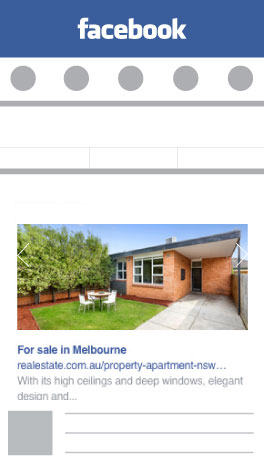 facebook
For sale in Melbourne
realestate.com.au/property-apartment-nsw...
With its high ceilings and deep windows, elegant
design and...